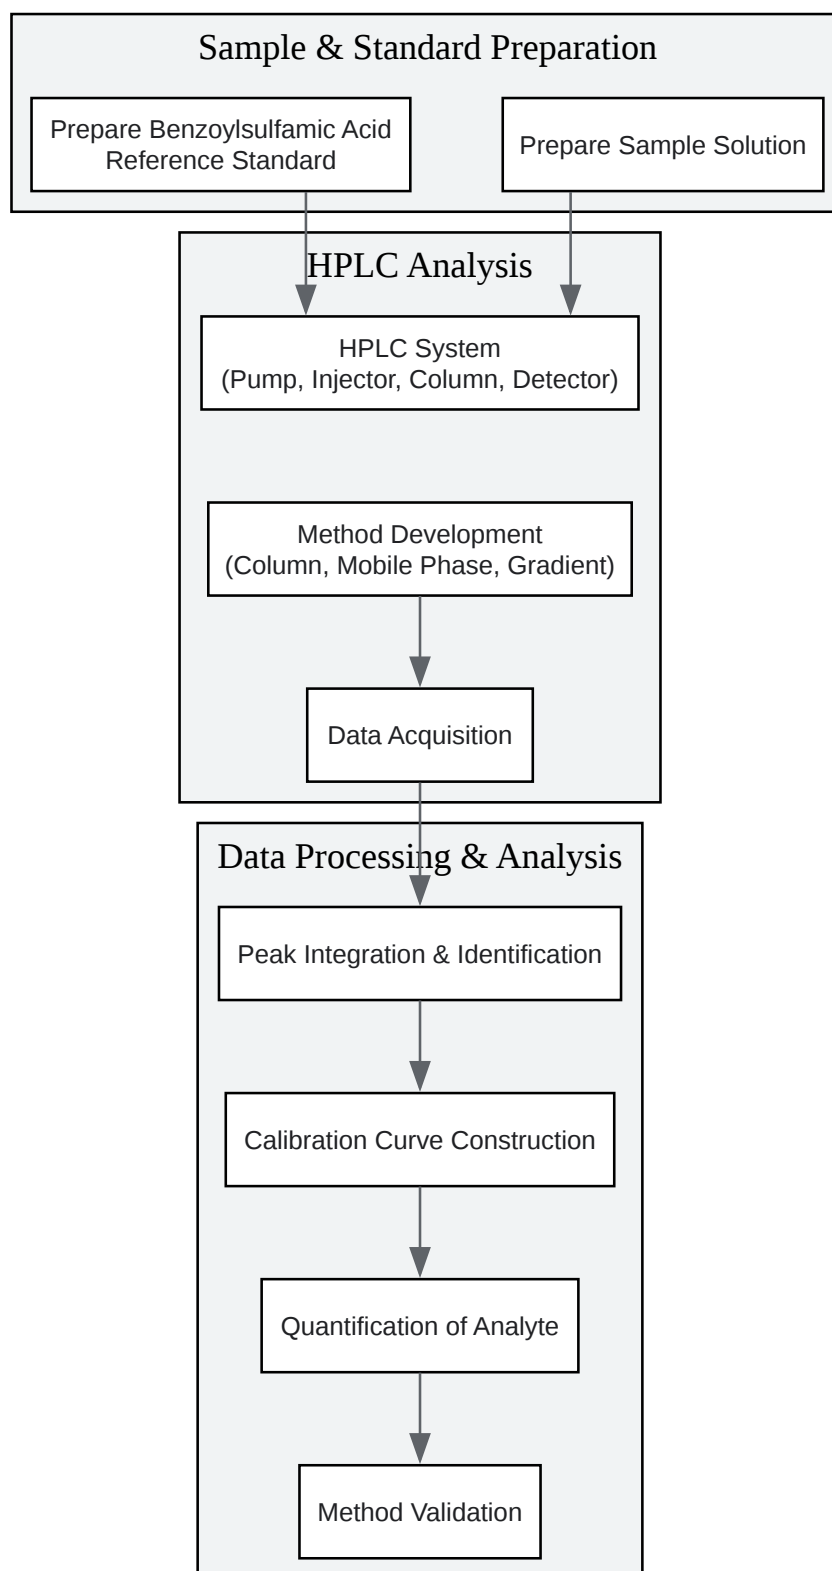 Sample & Standard Preparation
Prepare Benzoylsulfamic Acid
Reference Standard
Prepare Sample Solution
HPLC Analysis
HPLC System
(Pump, Injector, Column, Detector)
Method Development
(Column, Mobile Phase, Gradient)
Data Acquisition
Data Processing & Analysis
Peak Integration & Identification
Calibration Curve Construction
Quantification of Analyte
Method Validation